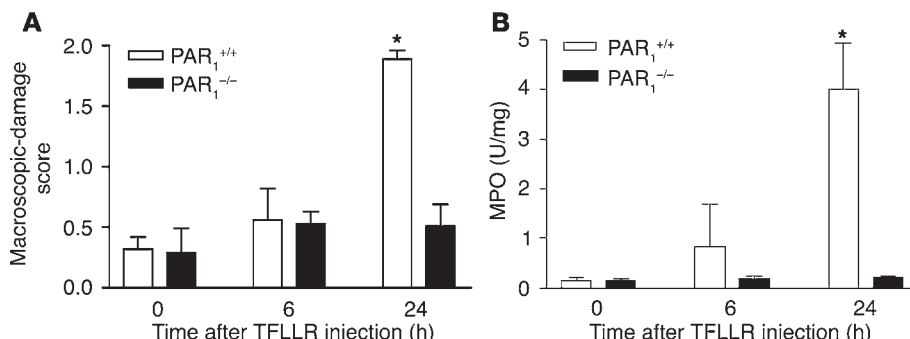 A
Macroscopic-damage
score
2.0
1.5
1.0
0.5
0.0
PAR₁⁺/⁺
PAR₁⁻/⁻
*
0 6 24
Time after TFLLR injection (h)
B
MPO (U/mg)
5
4
3
2
1
0
PAR₁⁺/⁺
PAR₁⁻/⁻
*
0 6 24
Time after TFLLR injection (h)